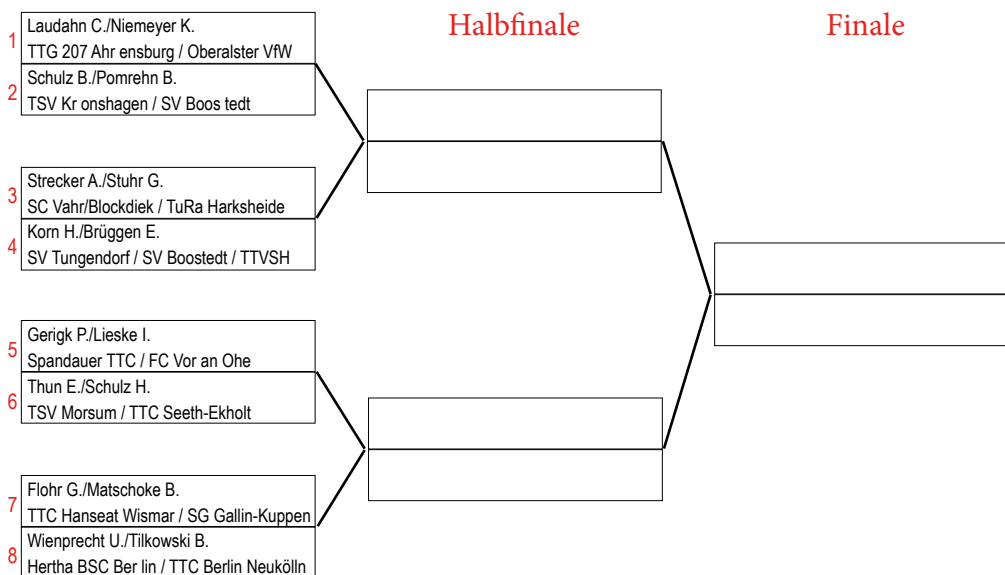 Halbfinale
Finale
1
Laudahn C./Niemeyer K.
TTG 207 Ahr ensburg / Oberalster VfW
2
Schulz B./Pomrehn B.
TSV Kr onshagen / SV Boos tedt
3
Strecker A./Stuhr G.
SC Vahr/Blockdiek / TuRa Harksheide
4
Korn H./Brüggen E.
SV Tungendorf / SV Boostedt / TTVSH
5
Gerigk P./Lieske I.
Spandauer TTC / FC Vor an Ohe
6
Thun E./Schulz H.
TSV Morsum / TTC Seeth-Ekholt
7
Flohr G./Matschoke B.
TTC Hanseat Wismar / SG Gallin-Kuppen
8
Wienprecht U./Tilkowski B.
Hertha BSC Ber lin / TTC Berlin Neukölln